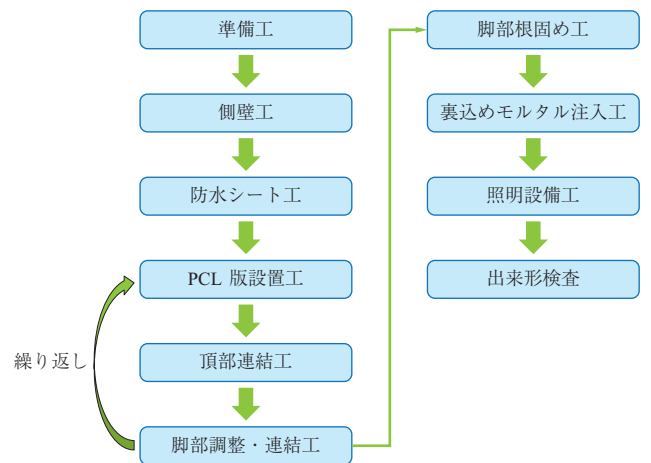 準備工
側壁工
防水シート工
PCL 版設置工
頂部連結工
脚部調整・連結工
繰り返し
脚部根固め工
裏込めモルタル注入工
照明設備工
出来形検査